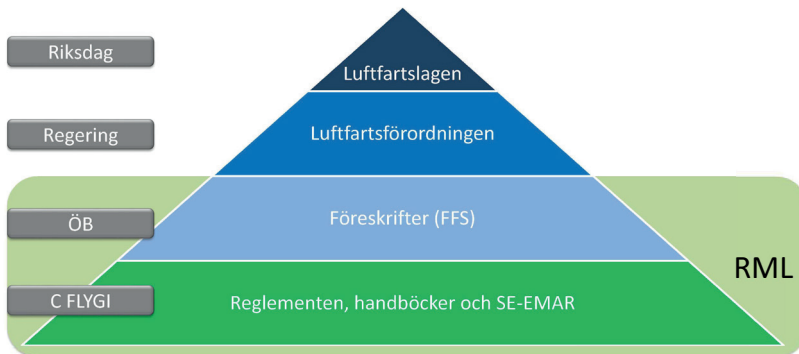 Riksdag
Luftfartslagen
Regering
Luftfartsförordningen
ÖB
Föreskrifter (FFS)
RML
C FLYGI
Reglementen, handböcker och SE-EMAR